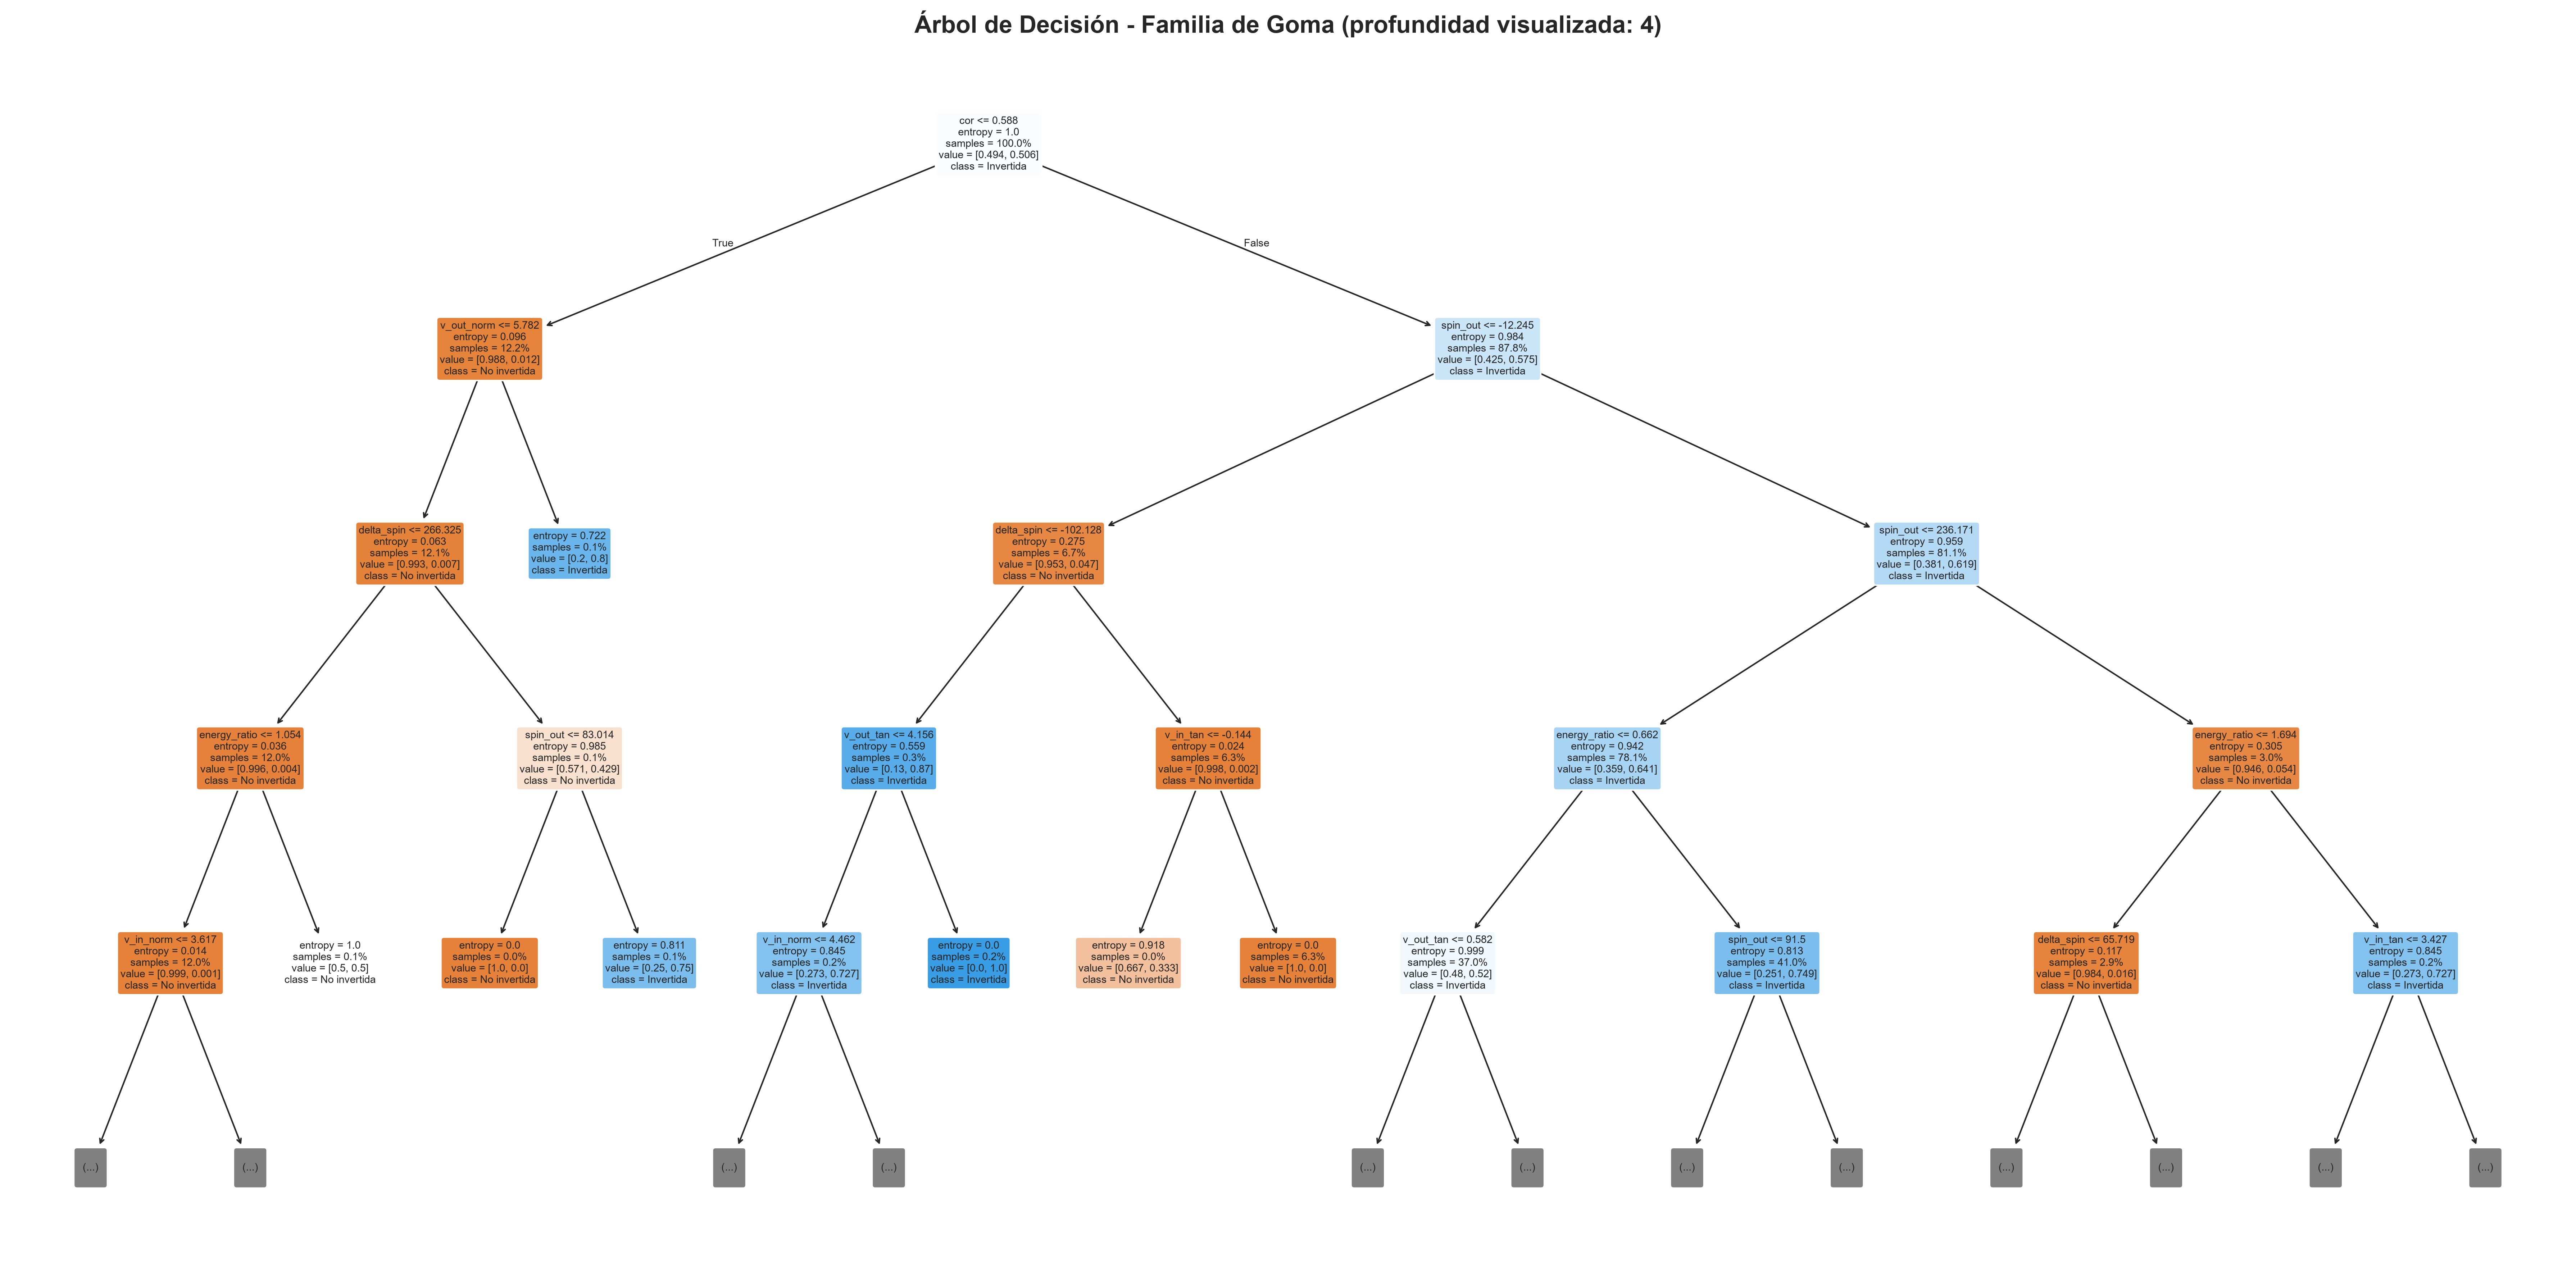 Árbol de Decisión - Familia de Goma (profundidad visualizada: 4)
cor <= 0.588
entropy = 1.0
samples = 100.0%
value = [0.494, 0.506]
class = Invertida
True
False
v_out_norm <= 5.782
entropy = 0.096
samples = 12.2%
value = [0.988, 0.012]
class = No invertida
spin_out <= -12.245
entropy = 0.984
samples = 87.8%
value = [0.425, 0.575]
class = Invertida
delta_spin <= 266.325
entropy = 0.063
samples = 12.1%
value = [0.993, 0.007]
class = No invertida
entropy = 0.722
samples = 0.1%
value = [0.2, 0.8]
class = Invertida
delta_spin <= -102.128
entropy = 0.275
samples = 6.7%
value = [0.953, 0.047]
class = No invertida
spin_out <= 236.171
entropy = 0.959
samples = 81.1%
value = [0.381, 0.619]
class = Invertida
energy_ratio <= 1.054
entropy = 0.036
samples = 12.0%
value = [0.996, 0.004]
class = No invertida
spin_out <= 83.014
entropy = 0.985
samples = 0.1%
value = [0.571, 0.429]
class = No invertida
v_out_tan <= 4.156
entropy = 0.559
samples = 0.3%
value = [0.13, 0.87]
class = Invertida
v_in_tan <= -0.144
entropy = 0.024
samples = 6.3%
value = [0.998, 0.002]
class = No invertida
energy_ratio <= 0.662
entropy = 0.942
samples = 78.1%
value = [0.359, 0.641]
class = Invertida
energy_ratio <= 1.694
entropy = 0.305
samples = 3.0%
value = [0.946, 0.054]
class = No invertida
v_in_norm <= 3.617
entropy = 0.014
samples = 12.0%
value = [0.999, 0.001]
class = No invertida
entropy = 1.0
samples = 0.1%
value = [0.5, 0.5]
class = No invertida
entropy = 0.0
samples = 0.0%
value = [1.0, 0.0]
class = No invertida
entropy = 0.811
samples = 0.1%
value = [0.25, 0.75]
class = Invertida
v_in_norm <= 4.462
entropy = 0.845
samples = 0.2%
value = [0.273, 0.727]
class = Invertida
entropy = 0.0
samples = 0.2%
value = [0.0, 1.0]
class = Invertida
entropy = 0.918
samples = 0.0%
value = [0.667, 0.333]
class = No invertida
entropy = 0.0
samples = 6.3%
value = [1.0, 0.0]
class = No invertida
v_out_tan <= 0.582
entropy = 0.999
samples = 37.0%
value = [0.48, 0.52]
class = Invertida
spin_out <= 91.5
entropy = 0.813
samples = 41.0%
value = [0.251, 0.749]
class = Invertida
delta_spin <= 65.719
entropy = 0.117
samples = 2.9%
value = [0.984, 0.016]
class = No invertida
v_in_tan <= 3.427
entropy = 0.845
samples = 0.2%
value = [0.273, 0.727]
class = Invertida
(...)
(...)
(...)
(...)
(...)
(...)
(...)
(...)
(...)
(...)
(...)
(...)